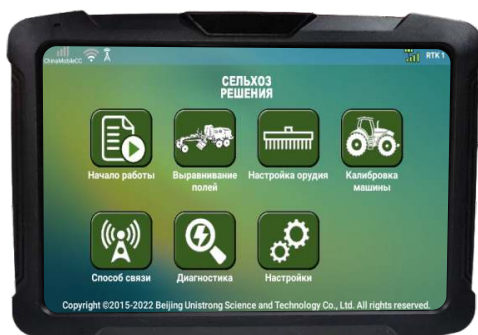 ChinaMobileCC
RTK 1
СЕЛЬХОЗ
РЕШЕНИЯ
Начало работы
Выравнивание
полей
Настройка орудия
Калибровка
машины
Способ связи
Диагностика
Настройки
Copyright ©2015-2022 Beijing Unistrong Science and Technology Co., Ltd. All rights reserved.